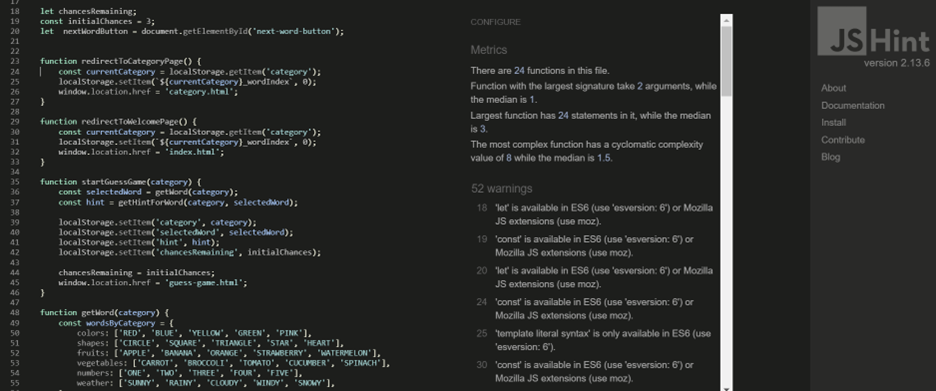 17
18 let chancesRemaining;
19 const initialChances = 3;
20 let  nextWordButton = document.getElementById('next-word-button');
21
22
23 function redirectToCategoryPage() {
24 const currentCategory = localStorage.getItem('category');
25 localStorage.setItem(`${currentCategory}_wordIndex`, 0);
26 window.location.href = 'category.html';
27 }
28
29 function redirectToWelcomePage() {
30 const currentCategory = localStorage.getItem('category');
31 localStorage.setItem(`${currentCategory}_wordIndex`, 0);
32 window.location.href = 'index.html';
33 }
34
35 function startGuessGame(category) {
36 const selectedWord = getWord(category);
37 const hint = getHintForWord(category, selectedWord);
38
39 localStorage.setItem('category', category);
40 localStorage.setItem('selectedWord', selectedWord);
41 localStorage.setItem('hint', hint);
42 localStorage.setItem('chancesRemaining', initialChances);
43
44 chancesRemaining = initialChances;
45 window.location.href = 'guess-game.html';
46 }
47
48 function getWord(category) {
49 const wordsByCategory = {
50 colors: ['RED', 'BLUE', 'YELLOW', 'GREEN', 'PINK'],
51 shapes: ['CIRCLE', 'SQUARE', 'TRIANGLE', 'STAR', 'HEART'],
52 fruits: ['APPLE', 'BANANA', 'ORANGE', 'STRAWBERRY', 'WATERMELON'],
53 vegetables: ['CARROT', 'BROCCOLI', 'TOMATO', 'CUCUMBER', 'SPINACH'],
54 numbers: ['ONE', 'TWO', 'THREE', 'FOUR', 'FIVE'],
55 weather: ['SUNNY', 'RAINY', 'CLOUDY', 'WINDY', 'SNOWY'],
CONFIGURE
Metrics
There are 24 functions in this file.
Function with the largest signature take 2 arguments, while
the median is 1.
Largest function has 24 statements in it, while the median
is 3.
The most complex function has a cyclomatic complexity
value of 8 while the median is 1.5.
52 warnings
18 'let' is available in ES6 (use 'esversion: 6') or Mozilla
JS extensions (use moz).
19 'const' is available in ES6 (use 'esversion: 6') or
Mozilla JS extensions (use moz).
20 'let' is available in ES6 (use 'esversion: 6') or Mozilla
JS extensions (use moz).
24 'const' is available in ES6 (use 'esversion: 6') or
Mozilla JS extensions (use moz).
25 'template literal syntax' is only available in ES6 (use
'esversion: 6').
30 'const' is available in ES6 (use 'esversion: 6') or
Mozilla JS extensions (use moz).
JSHint
version 2.13.6
About
Documentation
Install
Contribute
Blog